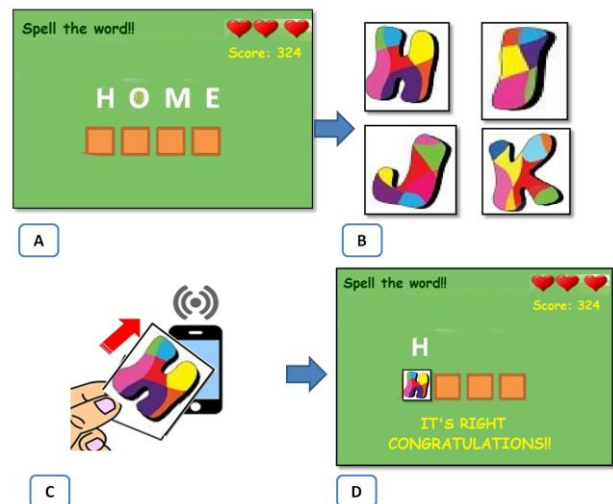 Spell the word!!
Score: 324
H O M E
A
H
I
J
K
B
H
C
Spell the word!!
Score: 324
H
H
IT'S RIGHT
CONGRATULATIONS!!
D